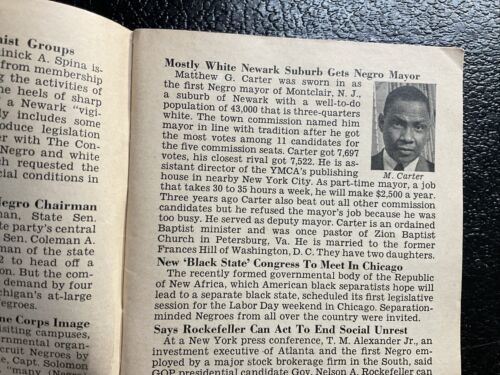 nist Groups
inick A. Spina is
from membership
ng the activities of
the heels of sharp
f a Newark "vigi-
ly includes some
oduce legislation
er with The Con-
Negro and white
ch requested the
cial conditions in
Negro Chairman
man, State Sen.
te party's central
Sen. Coleman A.
man of the state
2 to head off a
But the com-
demand by four
higan's at-large
Negroes.
ne Corps Image
visiting campuses,
ernmental organ-
cruit Negroes by
e, Capt. Solomon
"many (Negro
Mostly White Newark Suburb Gets Negro Mayor
Matthew G. Carter was sworn in as
the first Negro mayor of Montclair, N. J.,
a suburb of Newark with a well-to-do
population of 43,000 that is three-quarters
white. The town commission named him
mayor in line with tradition after he got
the most votes among 11 candidates for
the five commission seats. Carter got 7,697
votes, his closest rival got 7,522. He is as-
sistant director of the YMCA's publishing
house in nearby New York City. As part-time mayor, a job
that takes 30 to 35 hours a week, he will make $2,500 a year.
Three years ago Carter also beat out all other commission
candidates but he refused the mayor's job because he was
too busy. He served as deputy mayor. Carter is an ordained
Baptist minister and was once pastor of Zion Baptist
Church in Petersburg, Va. He is married to the former
Frances Hill of Washington, D. C. They have two daughters.
M. Carter
New 'Black State' Congress To Meet In Chicago
The recently formed governmental body of the Republic
of New Africa, which American black separatists hope will
lead to a separate black state, scheduled its first legislative
session for the Labor Day weekend in Chicago. Separation-
minded Negroes from all over the country were invited.
Says Rockefeller Can Act To End Social Unrest
At a New York press conference, T. M. Alexander Jr., an
investment executive of Atlanta and the first Negro em-
ployed by a major stock brokerage firm in the South, said
GOP presidential candidate Gov. Nelson A. Rockefeller can